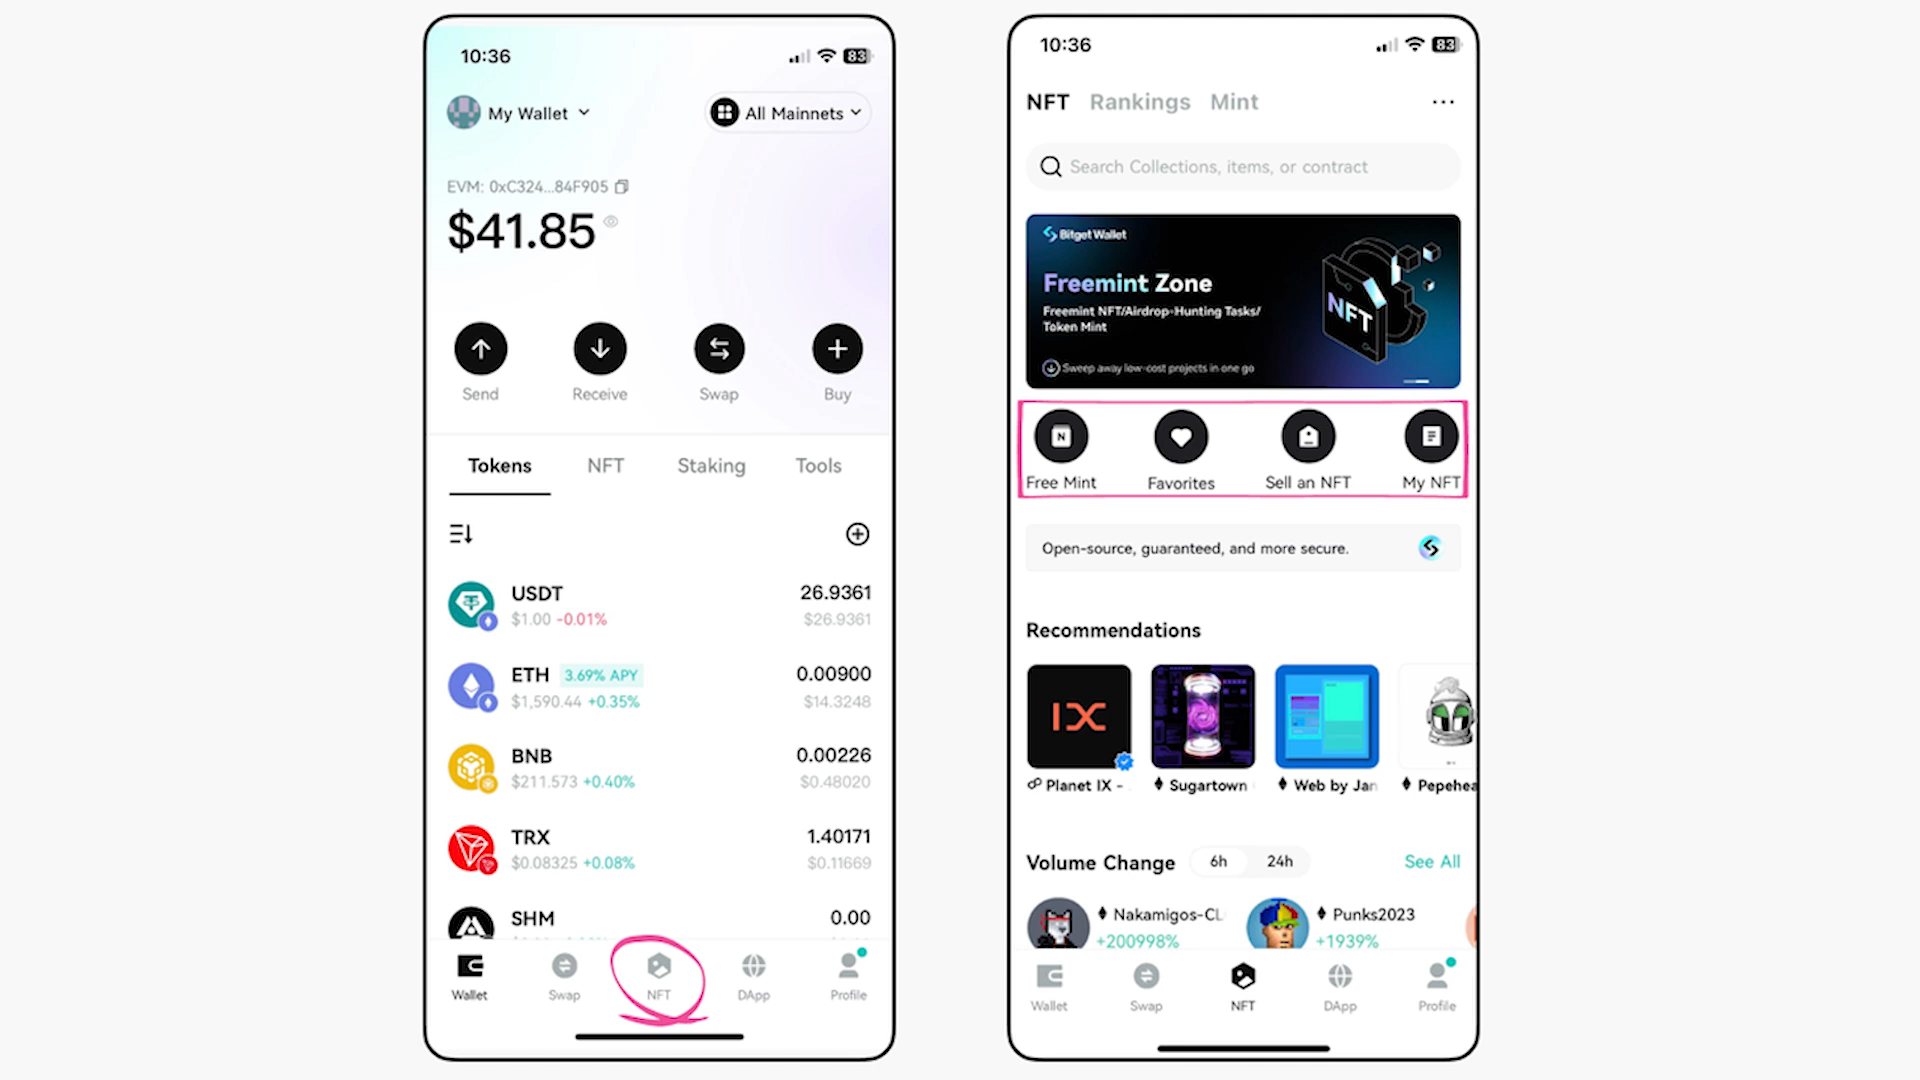 10:36
83
My Wallet
All Mainnets
EVM: 0xC324...84F905
$41.85
Send
Receive
Swap
Buy
Tokens
NFT
Staking
Tools
USDT
26.9361
$1.00 -0.01%
$26.9361
ETH
3.69% APY
0.00900
$1,590.44 +0.35%
$14.3248
BNB
0.00226
$211.573 +0.40%
$0.48020
TRX
1.40171
$0.08325 +0.08%
$0.11669
SHM
0.00
Wallet
Swap
NFT
DApp
Profile
10:36
83
NFT
Rankings
Mint
Search Collections, items, or contract
Bitget Wallet
Freemint Zone
Freemint NFT/Airdrop-Hunting Tasks/
Token Mint
NFT
Sweep away low-cost projects in one go
N
Free Mint
Favorites
Sell an NFT
My NFT
Open-source, guaranteed, and more secure.
Recommendations
IX
Planet IX -
Sugartown
Web by Jan
Pepehea
Volume Change
6h
24h
See All
Nakamigos-CL
+200998%
Punks2023
+1939%
Wallet
Swap
NFT
DApp
Profile